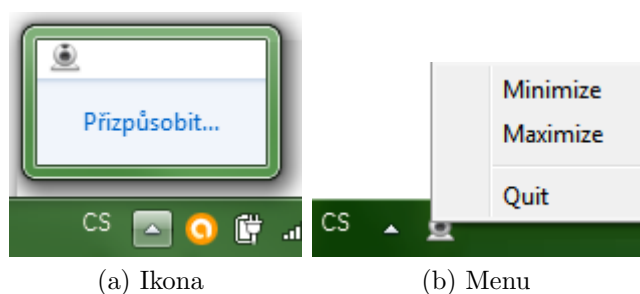 Přizpůsobit...
CS
(a) Ikona
Minimize
Maximize
Quit
CS
(b) Menu